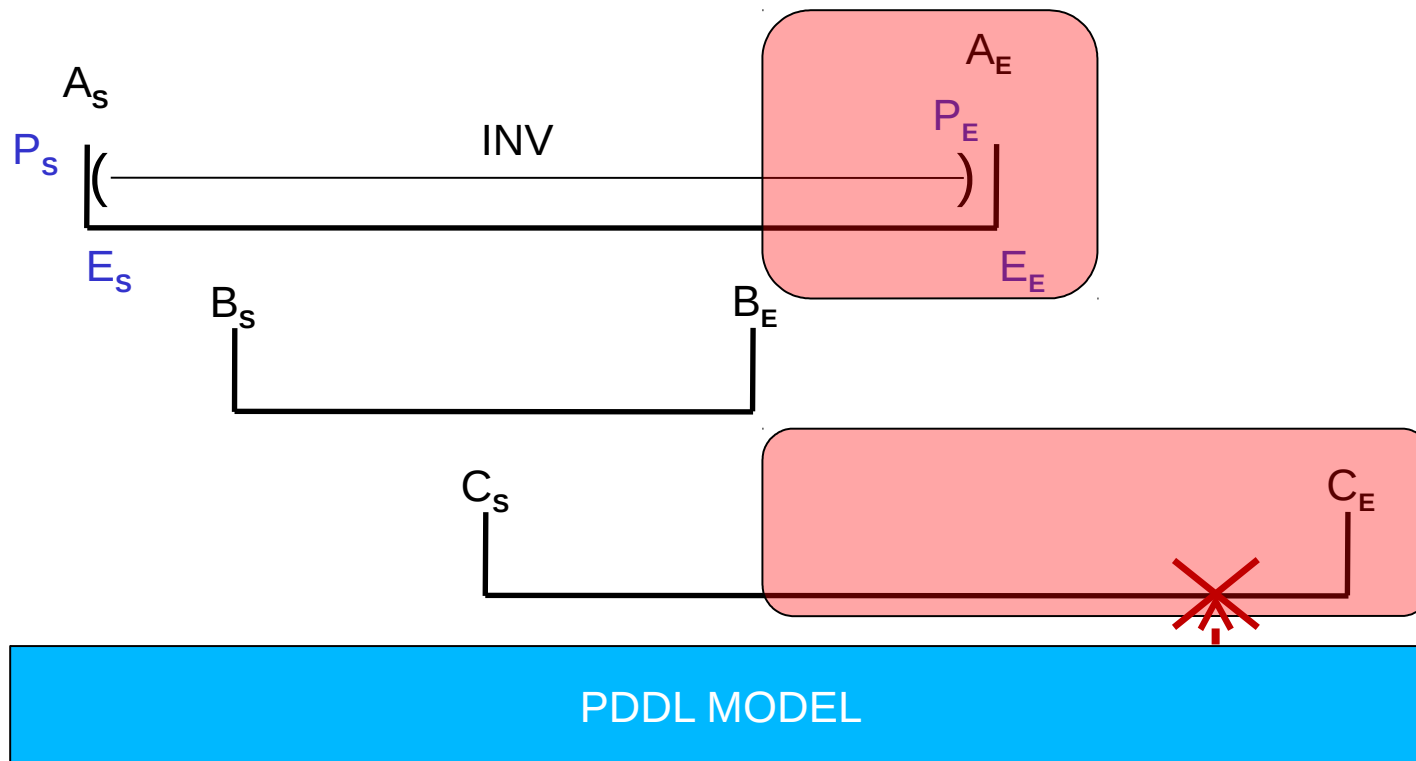 A_S
A_E
P_S
( INV )
P_E
E_S
E_E
B_S
B_E
C_S
C_E
PDDL MODEL